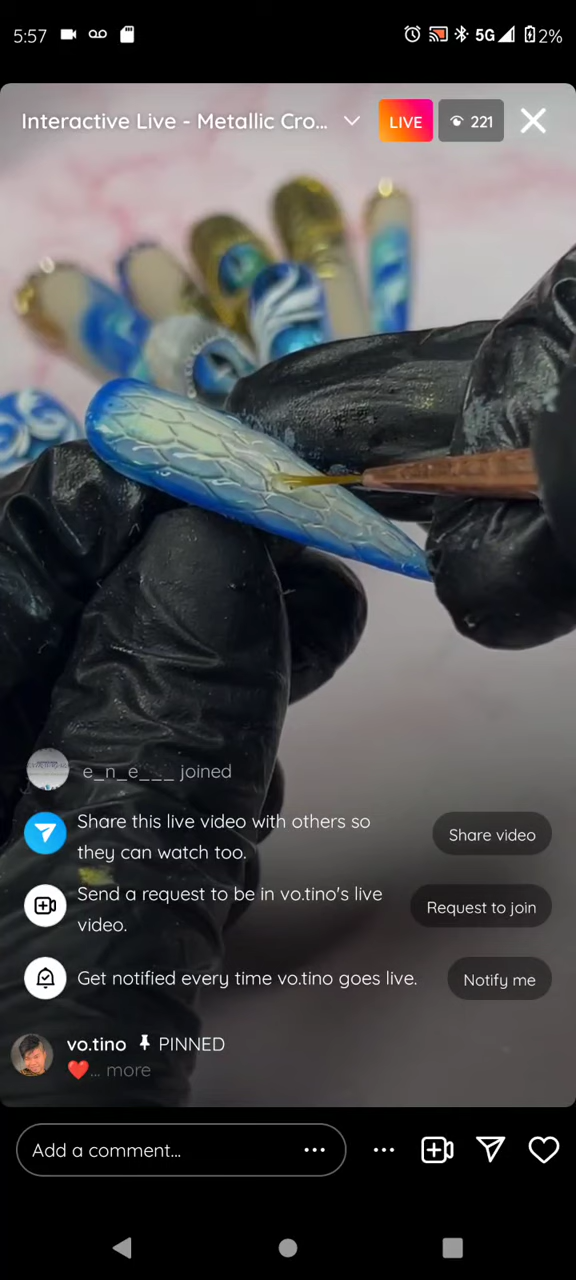 5:57
5G
2%
Interactive Live - Metallic Cro...
LIVE
221
e_n_e___ joined
Share this live video with others so
they can watch too.
Share video
Send a request to be in vo.tino's live
video.
Request to join
Get notified every time vo.tino goes live.
Notify me
vo.tino PINNED
❤️... more
Add a comment...